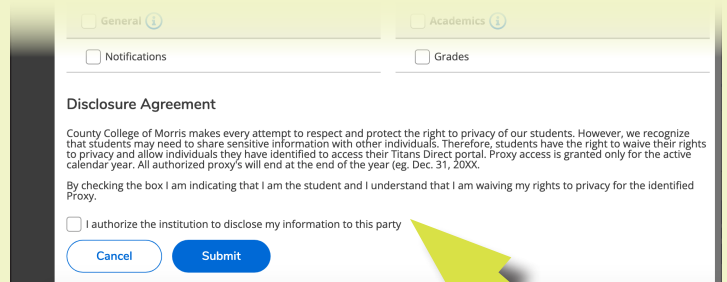 General
Academics
Notifications
Grades
Disclosure Agreement
County College of Morris makes every attempt to respect and protect the right to privacy of our students. However, we recognize
that students may need to share sensitive information with other individuals. Therefore, students have the right to waive their rights
to privacy and allow individuals they have identified to access their Titans Direct portal. Proxy access is granted only for the active
calendar year. All authorized proxy's will end at the end of the year (eg. Dec. 31, 20XX.
By checking the box I am indicating that I am the student and I understand that I am waiving my rights to privacy for the identified
Proxy.
I authorize the institution to disclose my information to this party
Cancel
Submit